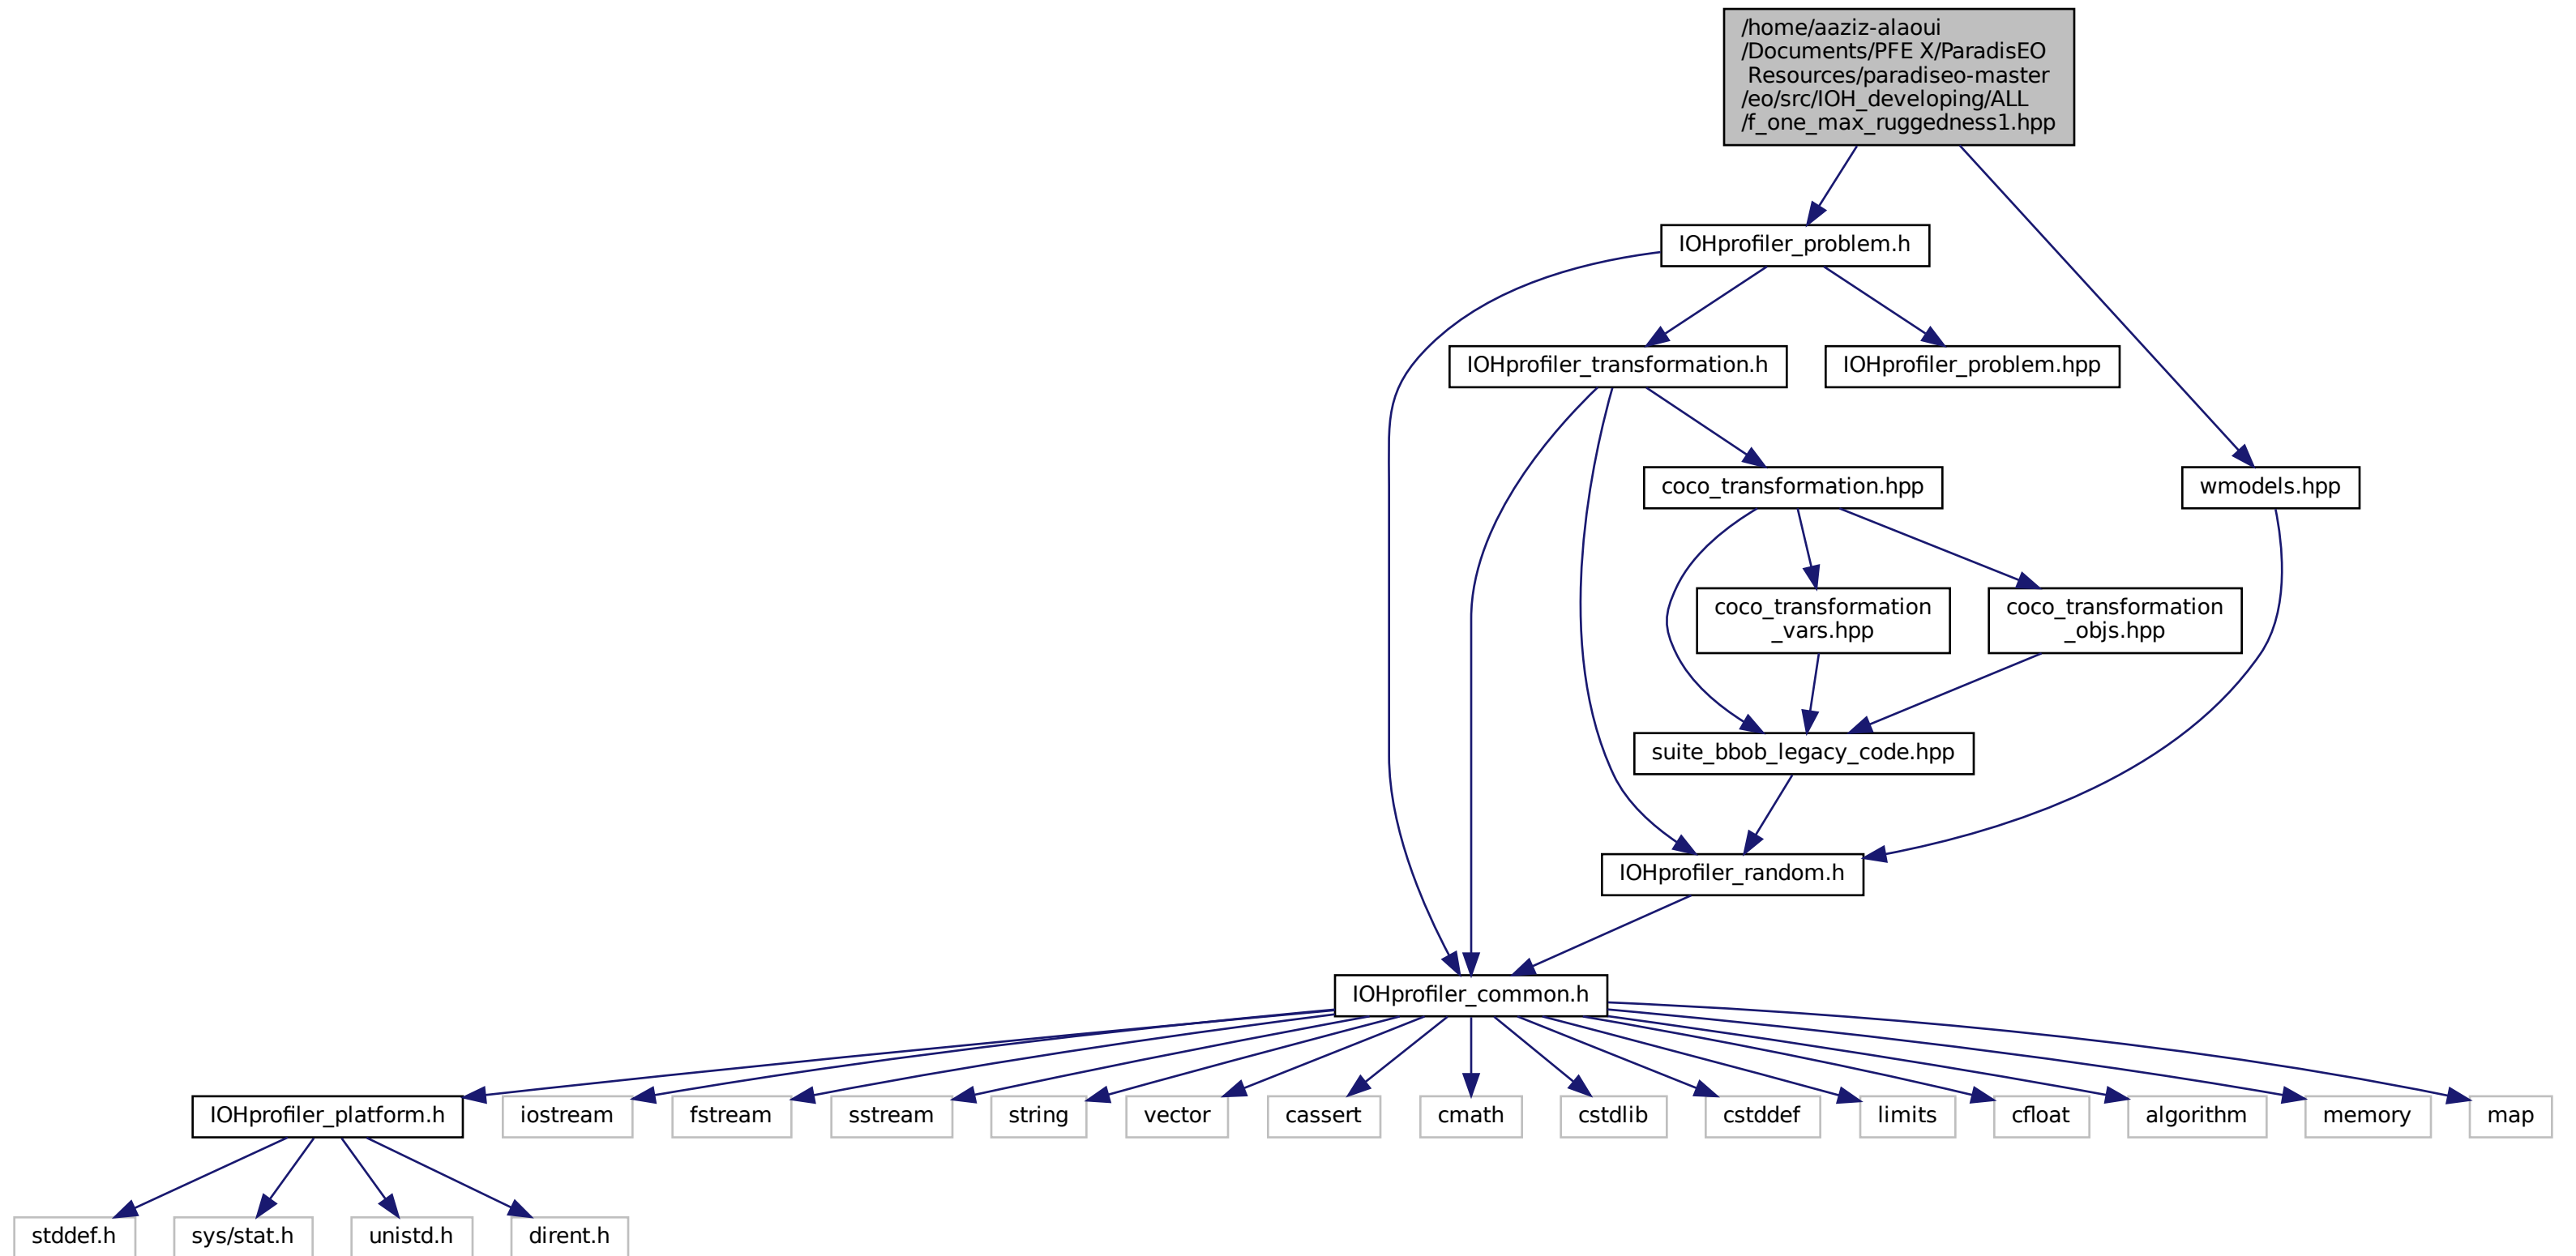 /home/aaziz-alaoui
/Documents/PFE X/ParadisEO
Resources/paradiseo-master
/eo/src/IOH_developing/ALL
/f_one_max_ruggedness1.hpp
IOHprofiler_problem.h
IOHprofiler_transformation.h
IOHprofiler_problem.hpp
coco_transformation.hpp
wmodels.hpp
coco_transformation
_vars.hpp
coco_transformation
_objs.hpp
suite_bbob_legacy_code.hpp
IOHprofiler_random.h
IOHprofiler_common.h
IOHprofiler_platform.h
iostream
fstream
sstream
string
vector
cassert
cmath
cstdlib
cstddef
limits
cfloat
algorithm
memory
map
stddef.h
sys/stat.h
unistd.h
dirent.h